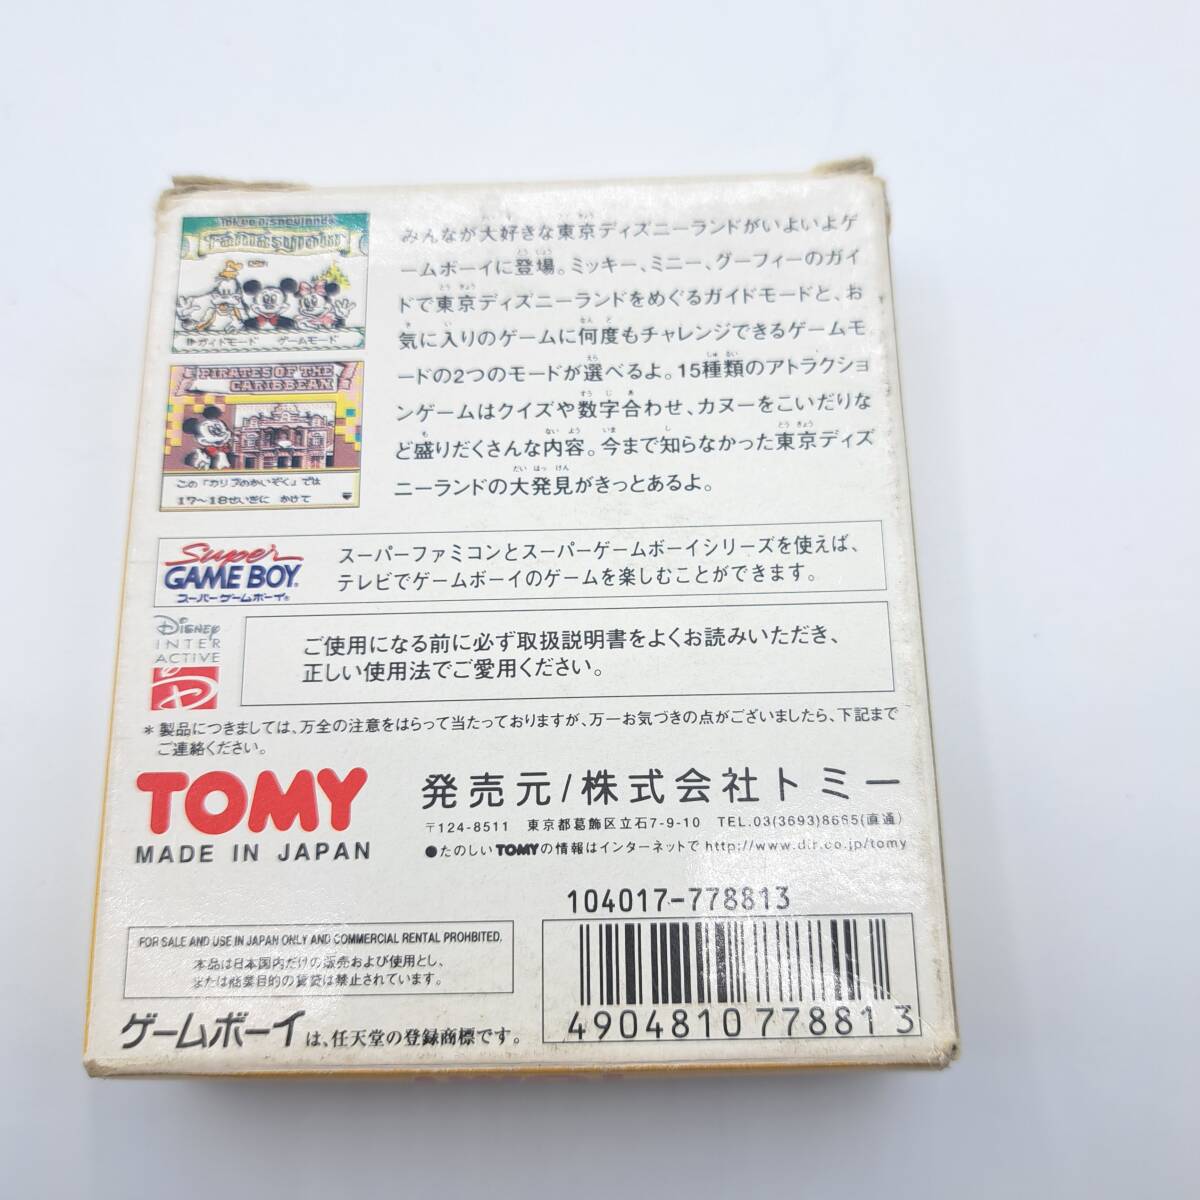 Tokyo Disneyland
Fantasy Tour
ガイドモード ゲームモード
PIRATES OF THE
CARIBBEAN
この「カリブのかいぞく」では
17～18せいきに かけて
みんなが大好きな東京ディズニーランドがいよいよゲ
ームボーイに登場。ミッキー、ミニー、グーフィーのガイ
ドで東京ディズニーランドをめぐるガイドモードと、お
気に入りのゲームに何度もチャレンジできるゲームモ
ードの2つのモードが選べるよ。15種類のアトラクショ
ンゲームはクイズや数字合わせ、カヌーをこいだりな
ど盛りだくさんな内容。今まで知らなかった東京ディズ
ニーランドの大発見がきっとあるよ。
Super
GAME BOY
スーパーゲームボーイ
スーパーファミコンとスーパーゲームボーイシリーズを使えば、
テレビでゲームボーイのゲームを楽しむことができます。
DISNEY
INTER
ACTIVE
ご使用になる前に必ず取扱説明書をよくお読みいただき、
正しい使用法でご愛用ください。
＊製品につきましては、万全の注意をはらって当たっておりますが、万一お気づきの点がございましたら、下記まで
ご連絡ください。
TOMY
MADE IN JAPAN
発売元/株式会社トミー
〒124-8511 東京都葛飾区立石7-9-10 TEL.03(3693)8665(直通)
●たのしいTOMYの情報はインターネットで http://www.dir.co.jp/tomy
104017-778813
FOR SALE AND USE IN JAPAN ONLY AND COMMERCIAL RENTAL PROHIBITED.
本品は日本国内だけの販売および使用とし、
または商業目的の賃貸は禁止されています。
ゲームボーイは、任天堂の登録商標です。
4904810778813